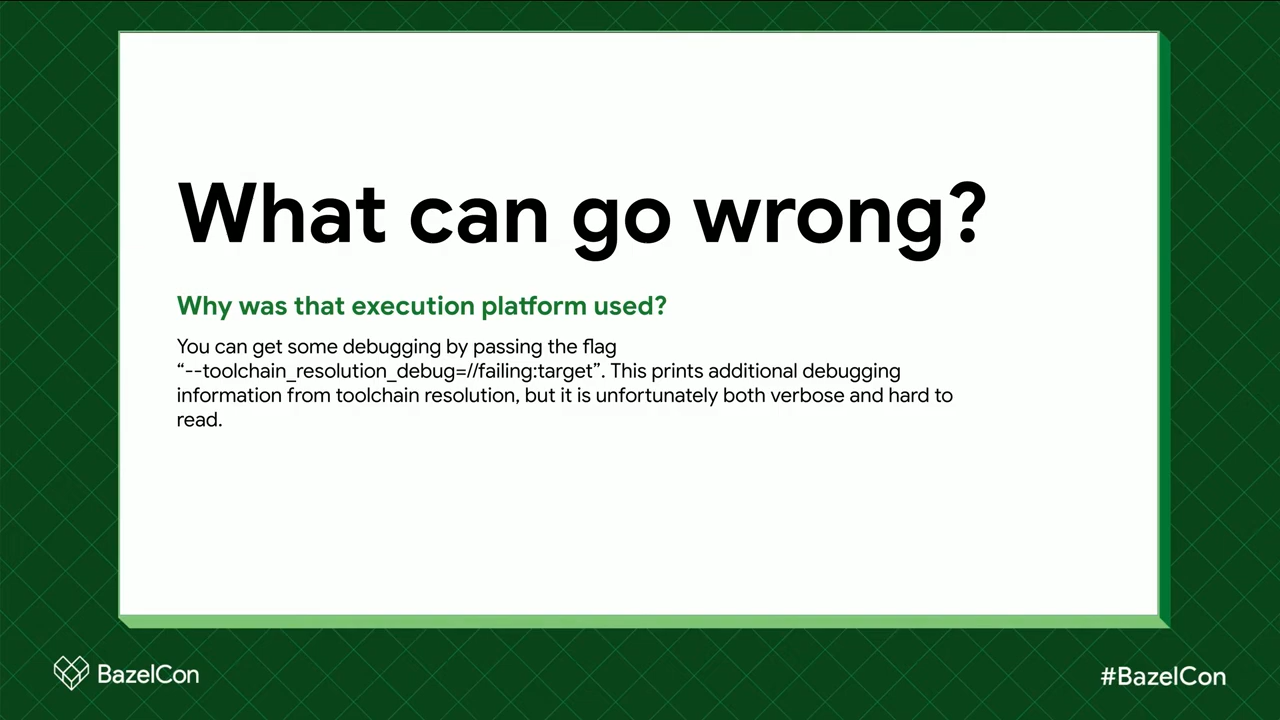 What can go wrong?
Why was that execution platform used?
You can get some debugging by passing the flag
“--toolchain_resolution_debug=//failing:target”. This prints additional debugging
information from toolchain resolution, but it is unfortunately both verbose and hard to
read.
BazelCon
#BazelCon